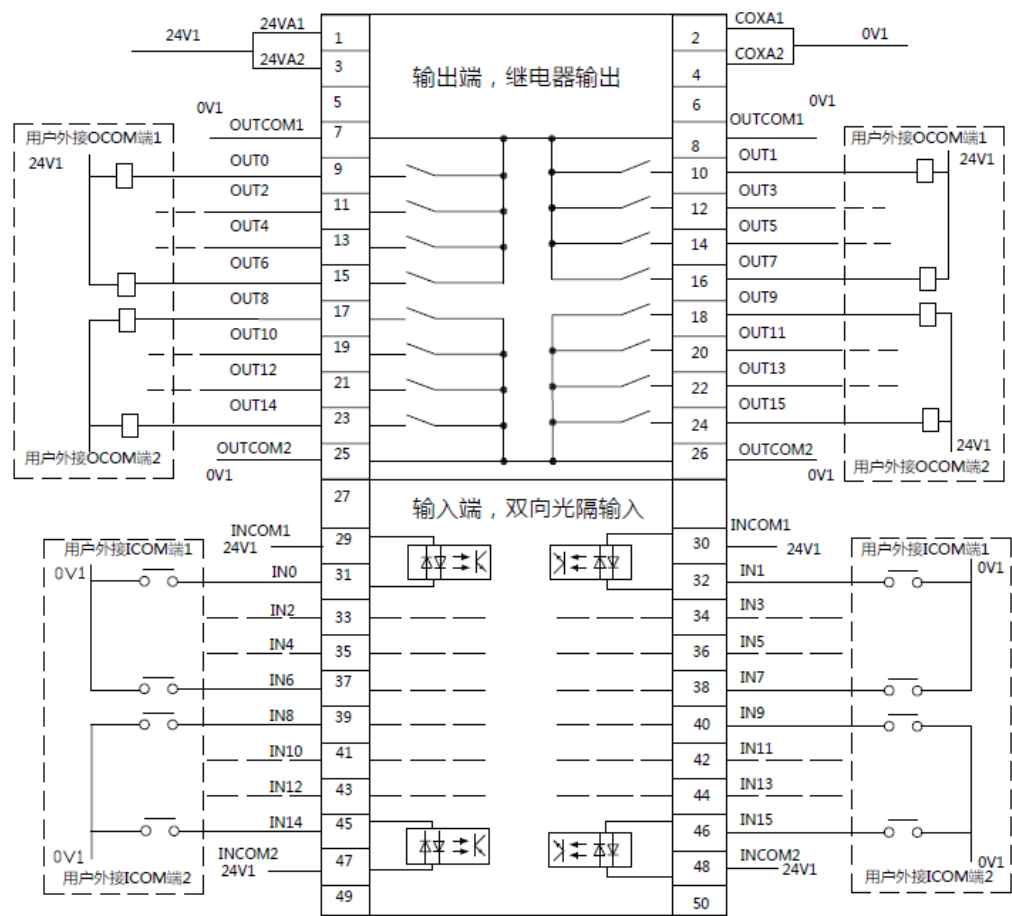 24V1 24VA1 1 2 COXA1 0V1
24VA2 3 4 COXA2
输出端，继电器输出
5 6
0V1 OUTCOM1 7 8 OUTCOM1 0V1
用户外接OCOM端1 用户外接OCOM端1
24V1 OUT0 9 10 OUT1 24V1
OUT2 11 12 OUT3
OUT4 13 14 OUT5
OUT6 15 16 OUT7
OUT8 17 18 OUT9
OUT10 19 20 OUT11
OUT12 21 22 OUT13
OUT14 23 24 OUT15
24V1
用户外接OCOM端2 OUTCOM2 25 26 OUTCOM2 用户外接OCOM端2
0V1 0V1
27
输入端，双向光隔输入
INCOM1 29 30 INCOM1
用户外接ICOM端1 24V1 24V1 用户外接ICOM端1
0V1 IN0 31 32 IN1 0V1
IN2 33 34 IN3
IN4 35 36 IN5
IN6 37 38 IN7
IN8 39 40 IN9
IN10 41 42 IN11
IN12 43 44 IN13
IN14 45 46 IN15
0V1 INCOM2 47 48 INCOM2 0V1
用户外接ICOM端2 24V1 24V1 用户外接ICOM端2
49 50